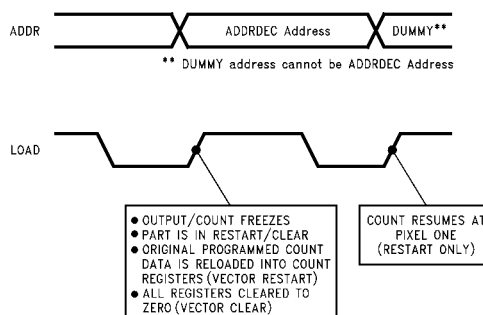 ADDR
ADDRDEC Address
DUMMY**
** DUMMY address cannot be ADDRDEC Address
LOAD
● OUTPUT/COUNT FREEZES
● PART IS IN RESTART/CLEAR
● ORIGINAL PROGRAMMED COUNT
DATA IS RELOADED INTO COUNT
REGISTERS (VECTOR RESTART)
● ALL REGISTERS CLEARED TO
ZERO (VECTOR CLEAR)
COUNT RESUMES AT
PIXEL ONE
(RESTART ONLY)